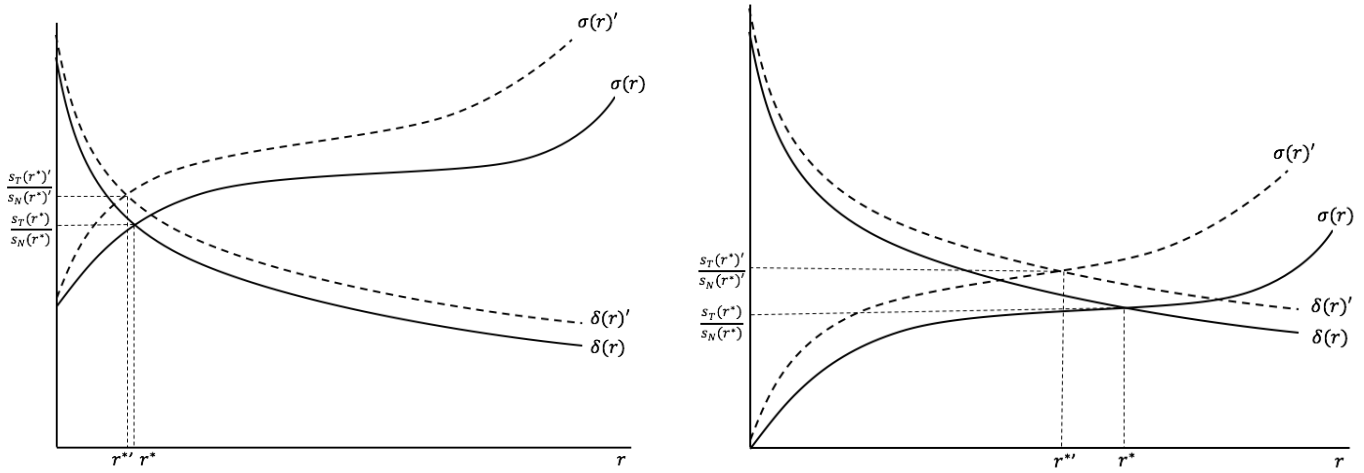 σ(r)′
σ(r)
s_T(r*)′
s_N(r*)′
s_T(r*)
s_N(r*)
δ(r)′
δ(r)
r*′ r* r
σ(r)′
σ(r)
s_T(r*)′
s_N(r*)′
s_T(r*)
s_N(r*)
δ(r)′
δ(r)
r*′ r* r